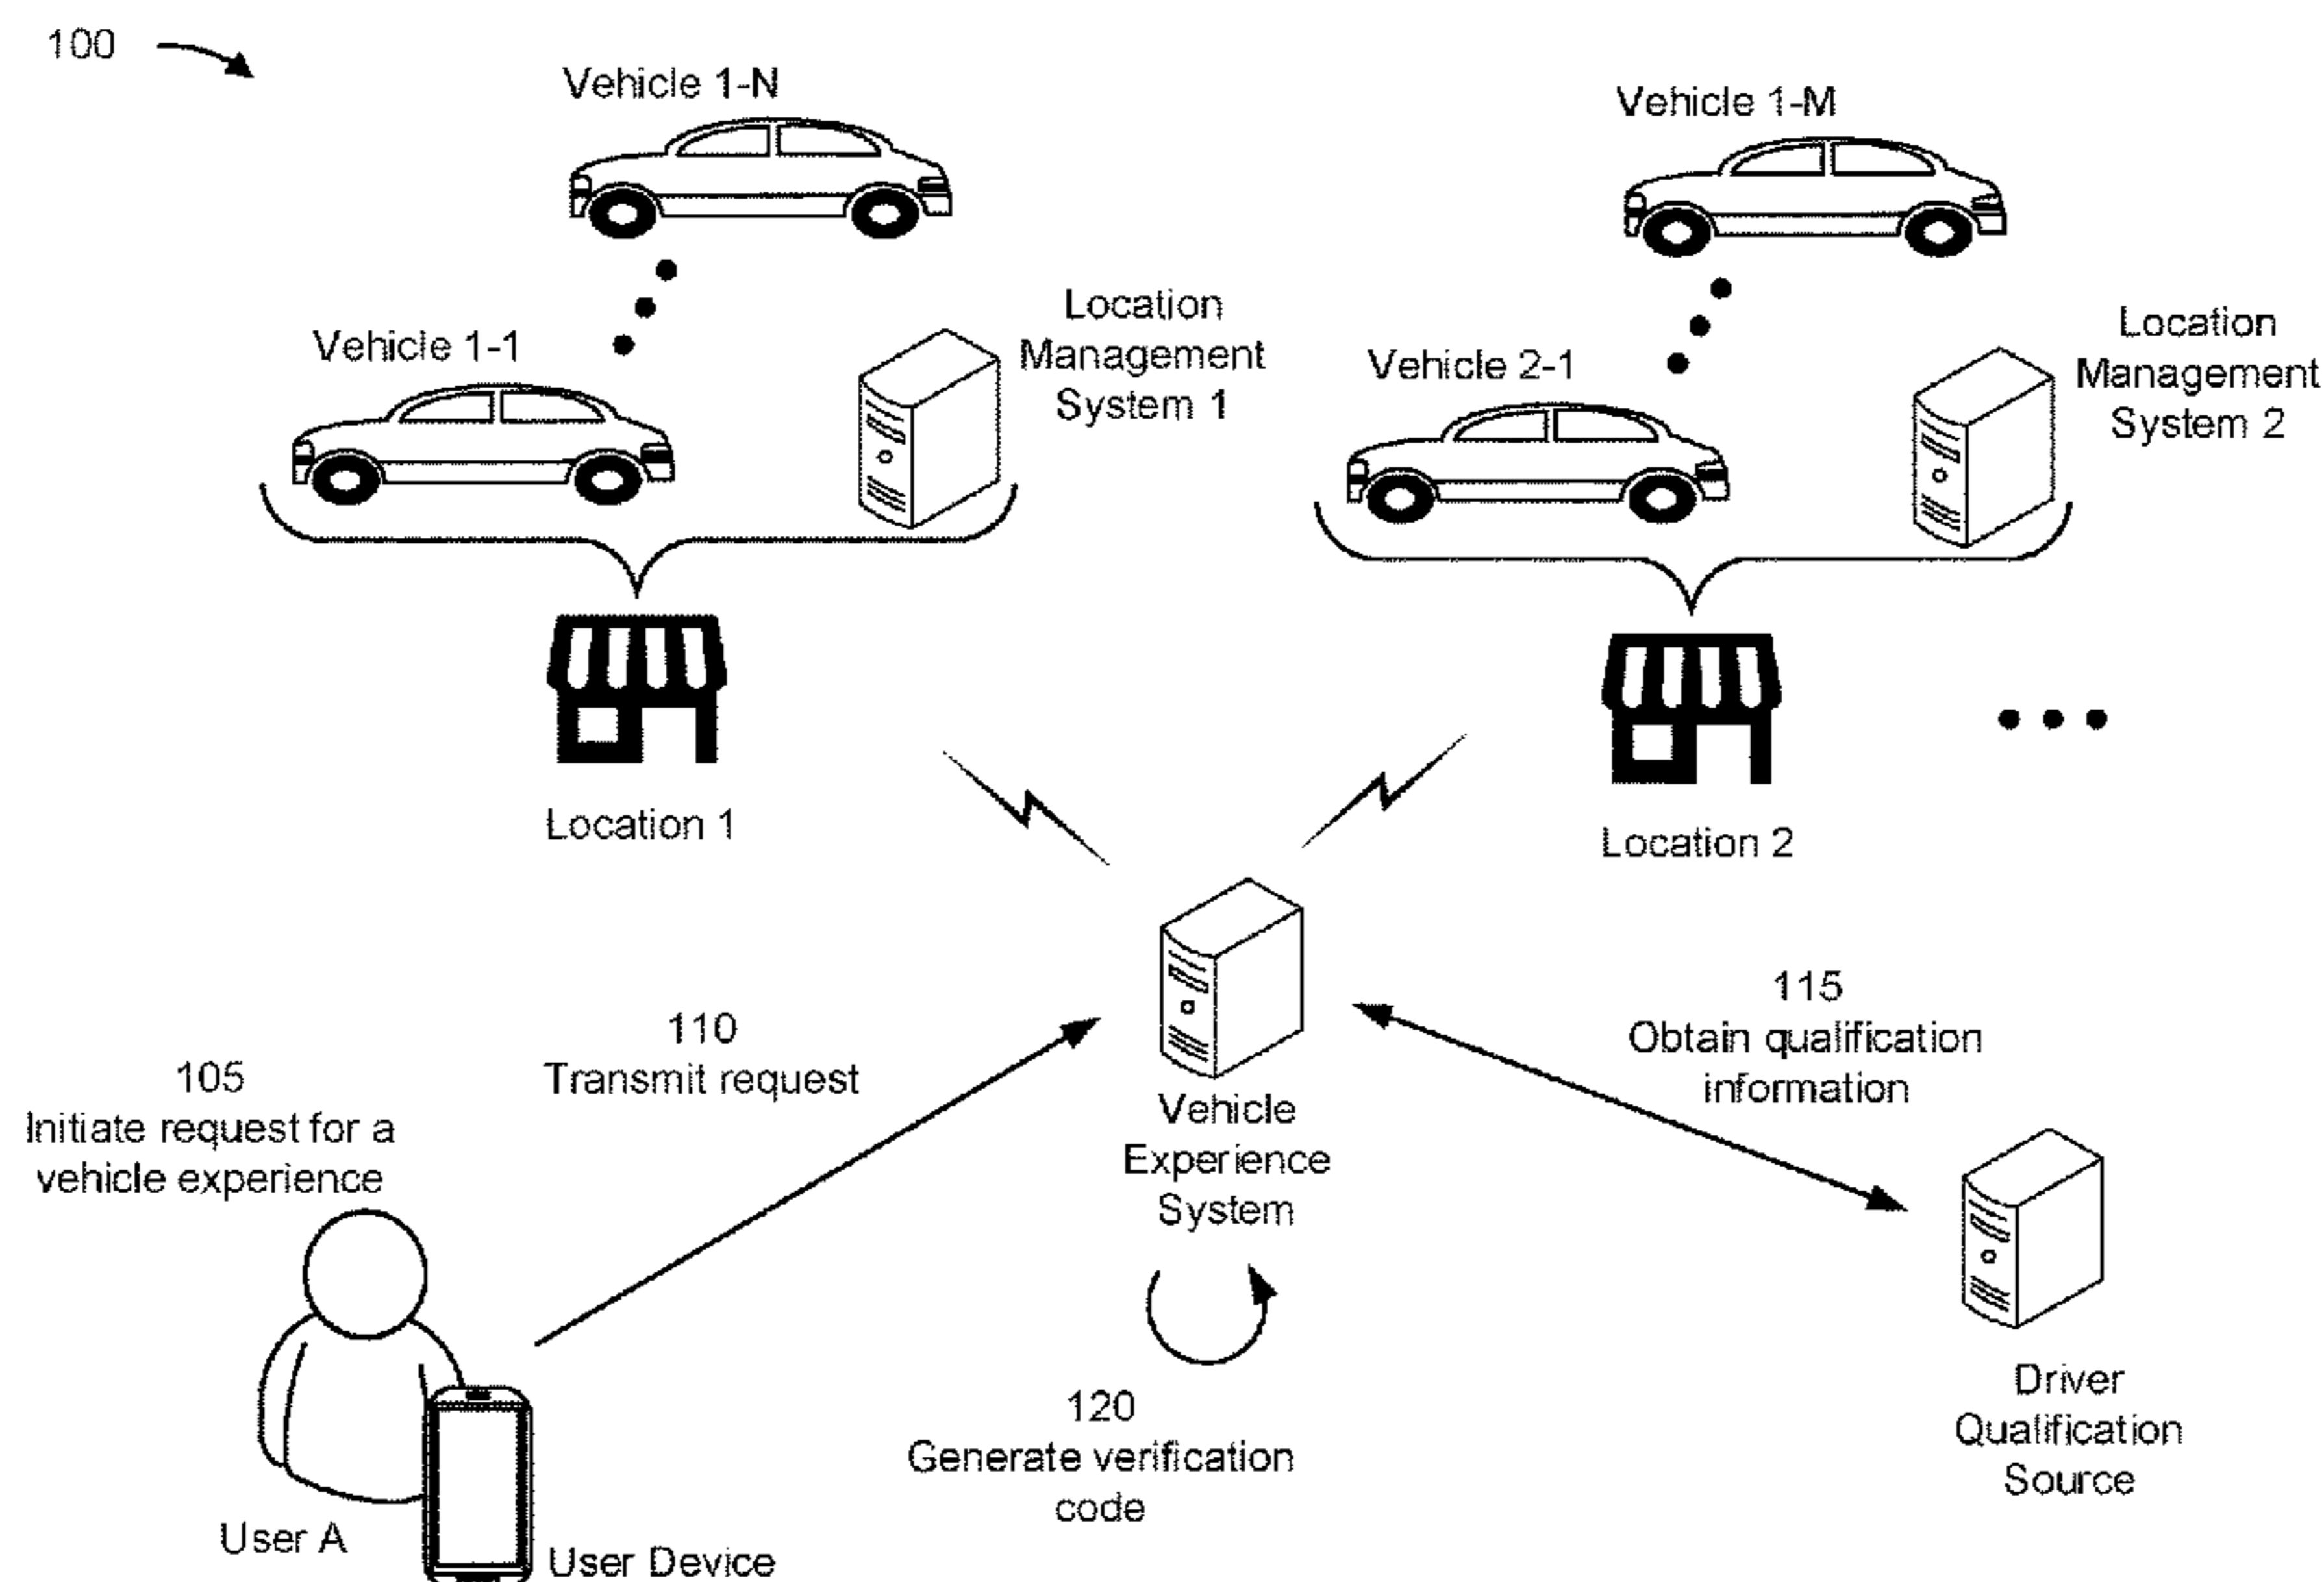 100
Vehicle 1-N
Vehicle 1-M
Location
Management
System 1
Vehicle 1-1
Location
Management
System 2
Vehicle 2-1
Location 1
Location 2
105
Initiate request for a
vehicle experience
110
Transmit request
Vehicle
Experience
System
115
Obtain qualification
information
120
Generate verification
code
Driver
Qualification
Source
User A
User Device